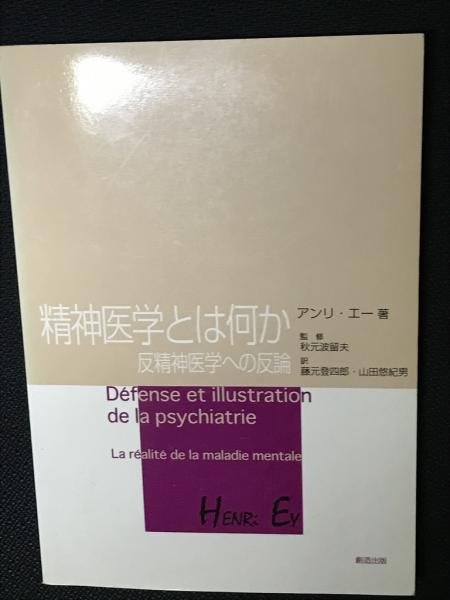 アンリ・エー 著
精神医学とは何か
反精神医学への反論
監修
秋元波留夫
訳
藤元登四郎・山田悠紀男
Défense et illustration
de la psychiatrie
La réalité de la maladie mentale
HENRi EY
創造出版